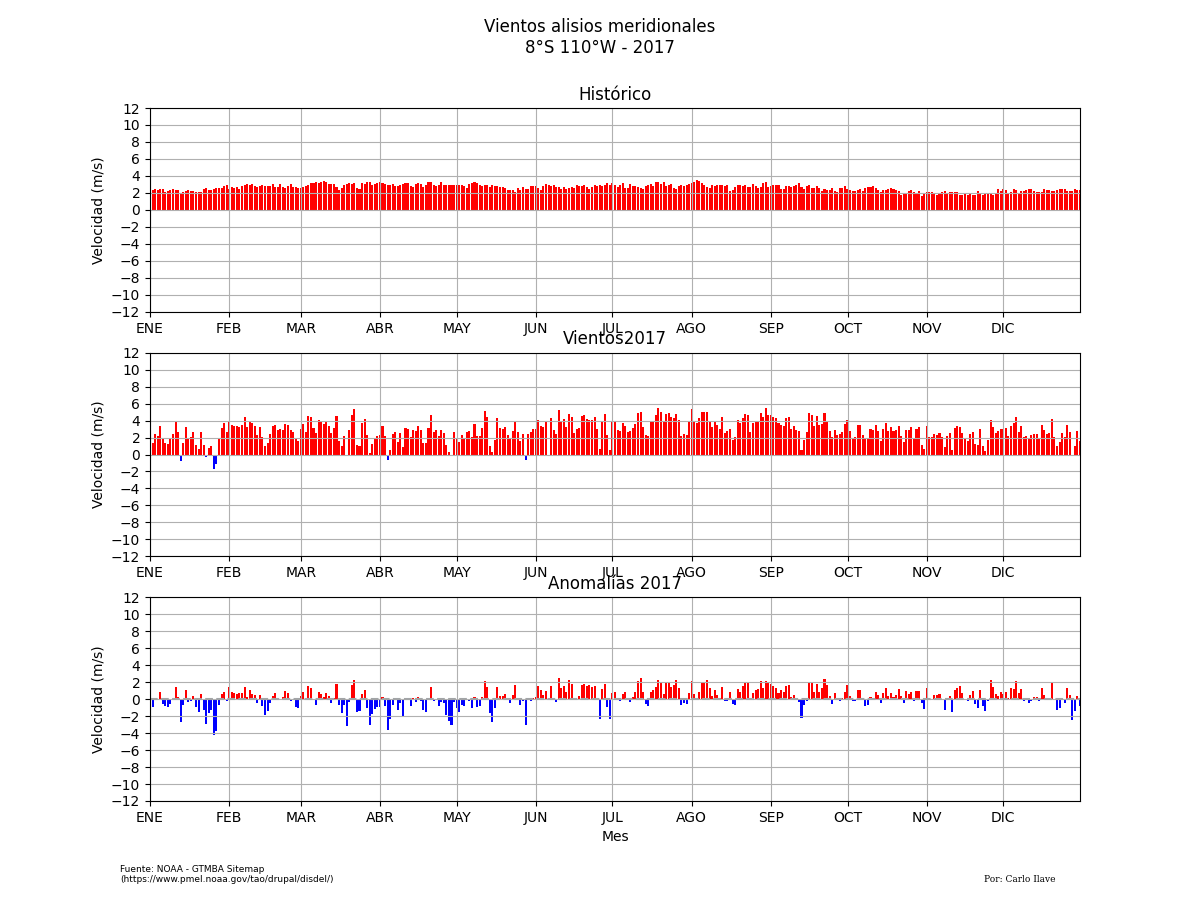 Vientos alisios meridionales
8°S 110°W - 2017
Histórico
12
10
8
6
4
2
0
−2
−4
−6
−8
−10
−12
Velocidad (m/s)
ENE FEB MAR ABR MAY JUN JUL AGO SEP OCT NOV DIC
Vientos2017
12
10
8
6
4
2
0
−2
−4
−6
−8
−10
−12
Velocidad (m/s)
ENE FEB MAR ABR MAY JUN JUL AGO SEP OCT NOV DIC
Anomalías 2017
12
10
8
6
4
2
0
−2
−4
−6
−8
−10
−12
Velocidad (m/s)
ENE FEB MAR ABR MAY JUN JUL AGO SEP OCT NOV DIC
Mes
Fuente: NOAA - GTMBA Sitemap
(https://www.pmel.noaa.gov/tao/drupal/disdel/)
Por: Carlo Ilave